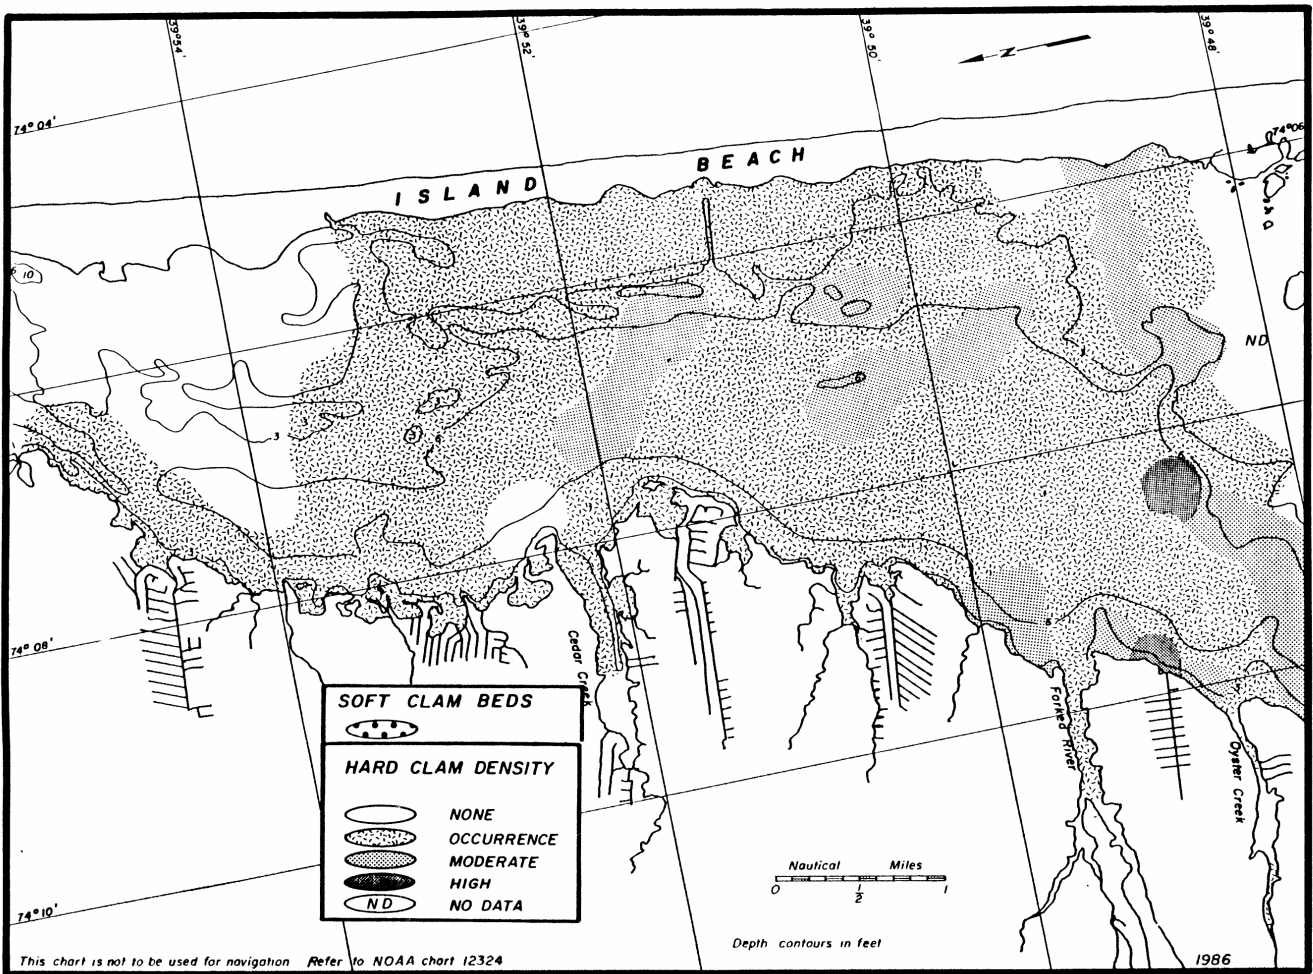 39° 54'
39° 52'
39° 50'
39° 48'
N
74° 04'
74° 06
ISLAND BEACH
10
ND
3
3
3
3
6
6
6
Cedar Creek
Forked River
Oyster Creek
74° 08'
74° 10'
SOFT CLAM BEDS
HARD CLAM DENSITY
NONE
OCCURRENCE
MODERATE
HIGH
ND NO DATA
Nautical Miles
0 1/2 1
Depth contours in feet
This chart is not to be used for navigation Refer to NOAA chart 12324
1986